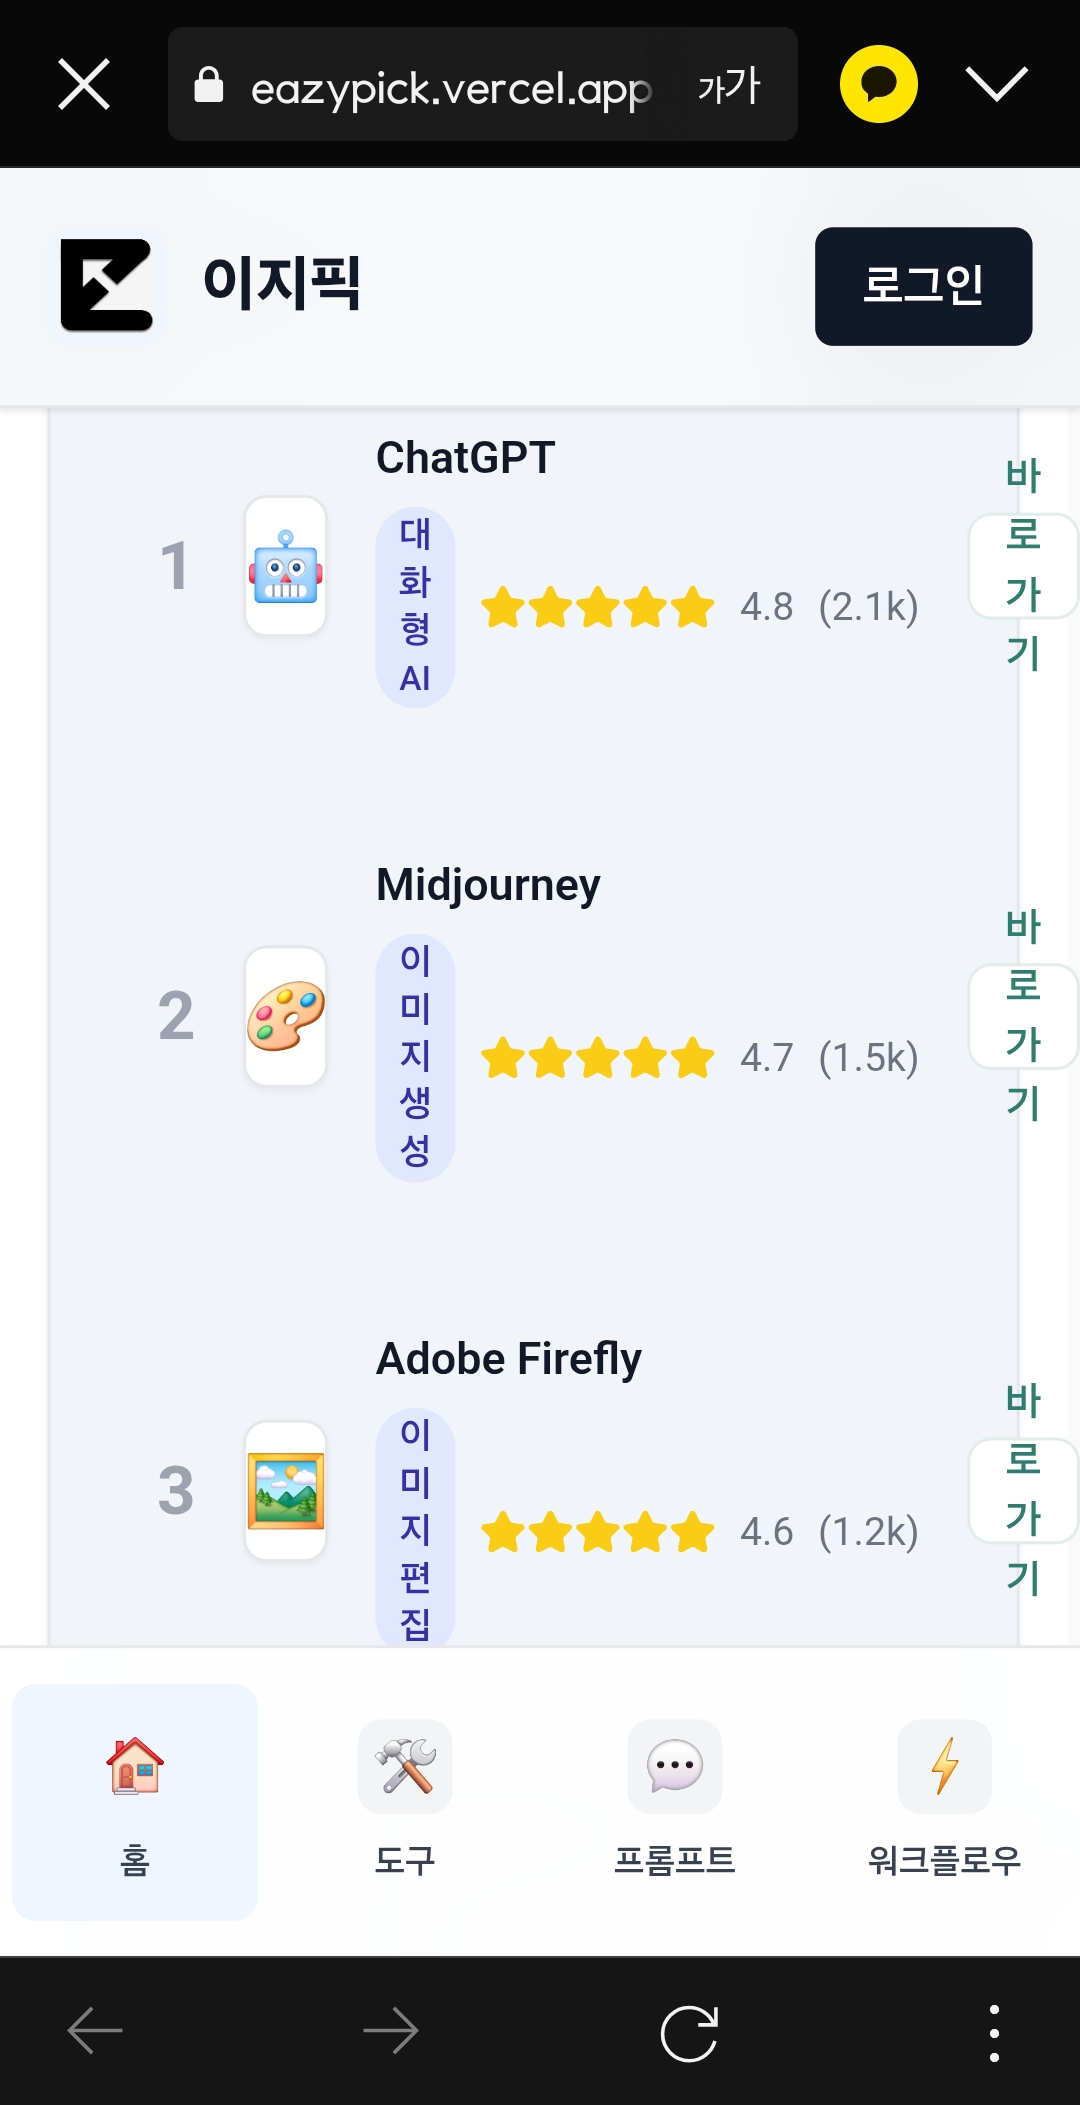 eazypick.vercel.app
가가
이지픽
로그인
1
ChatGPT
대
화
형
AI
4.8 (2.1k)
바
로
가
기
2
Midjourney
이
미
지
생
성
4.7 (1.5k)
바
로
가
기
3
Adobe Firefly
이
미
지
편
집
4.6 (1.2k)
바
로
가
기
홈
도구
프롬프트
워크플로우